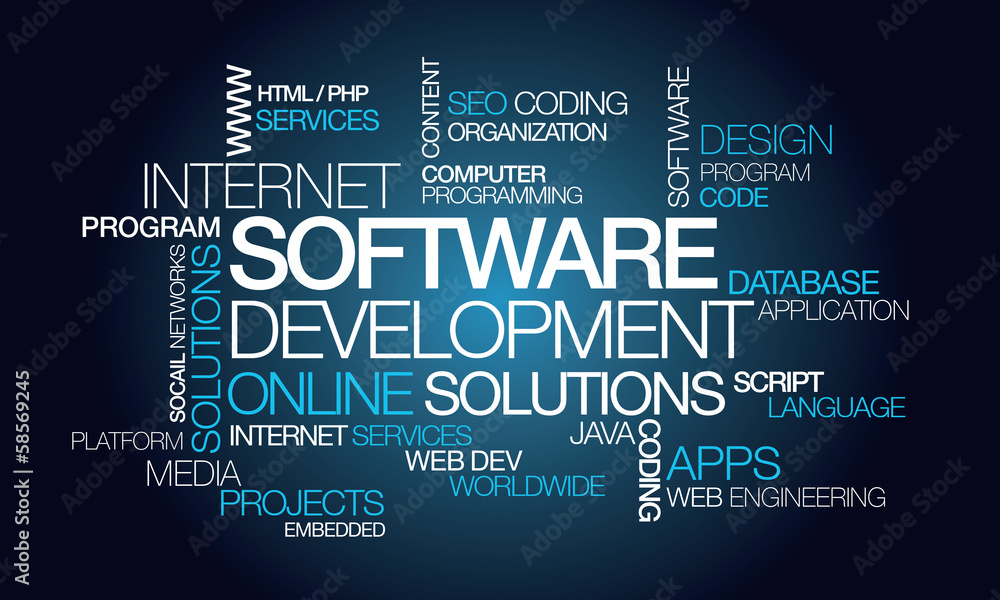 WWW
HTML / PHP
SERVICES
CONTENT
SEO CODING
ORGANIZATION
COMPUTER
PROGRAMMING
SOFTWARE
DESIGN
PROGRAM
CODE
INTERNET
PROGRAM
SOFTWARE
DEVELOPMENT
DATABASE
APPLICATION
SOCAIL NETWORKS
SOLUTIONS
ONLINE SOLUTIONS
SCRIPT
LANGUAGE
PLATFORM
INTERNET SERVICES
JAVA
CODING
MEDIA
WEB DEV
WORLDWIDE
APPS
WEB ENGINEERING
PROJECTS
EMBEDDED
Adobe Stock | #58569245
Adobe Stock